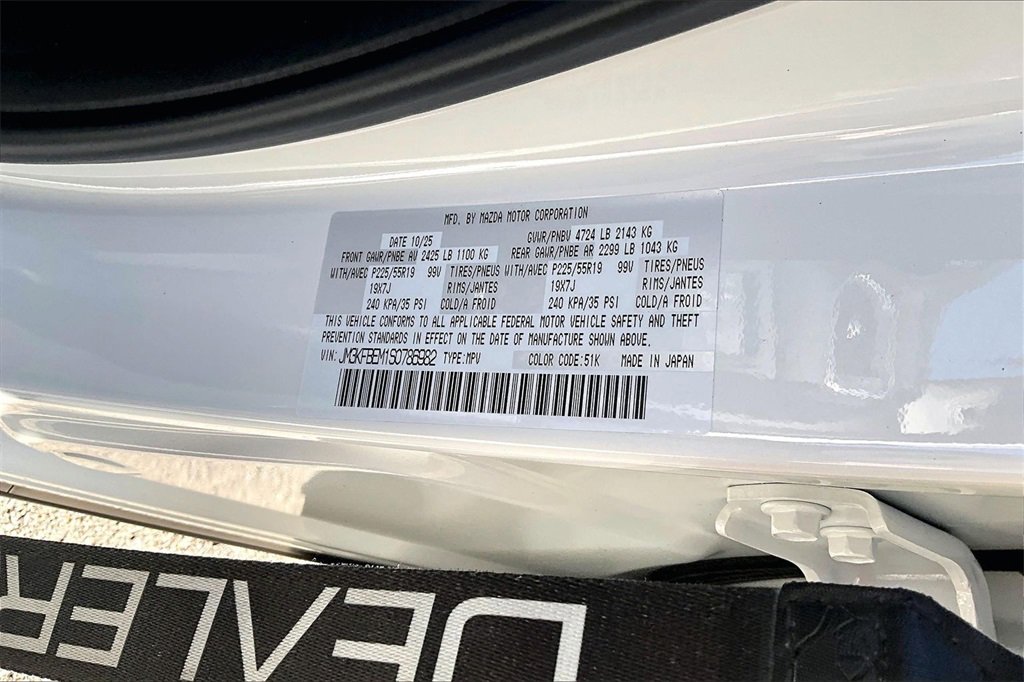 MFD. BY MAZDA MOTOR CORPORATION
DATE 10/25 GVWR/PNBV 4724 LB 2143 KG
FRONT GAWR/PNBE AV 2425 LB 1100 KG REAR GAWR/PNBE AR 2299 LB 1043 KG
WITH/AVEC P225/55R19 99V TIRES/PNEUS WITH/AVEC P225/55R19 99V TIRES/PNEUS
19X7J RIMS/JANTES 19X7J RIMS/JANTES
240 KPA/35 PSI COLD/A FROID 240 KPA/35 PSI COLD/A FROID
THIS VEHICLE CONFORMS TO ALL APPLICABLE FEDERAL MOTOR VEHICLE SAFETY AND THEFT
PREVENTION STANDARDS IN EFFECT ON THE DATE OF MANUFACTURE SHOWN ABOVE.
VIN: JM3KFBEM1S0786982 TYPE:MPV COLOR CODE:51K MADE IN JAPAN
DEALER